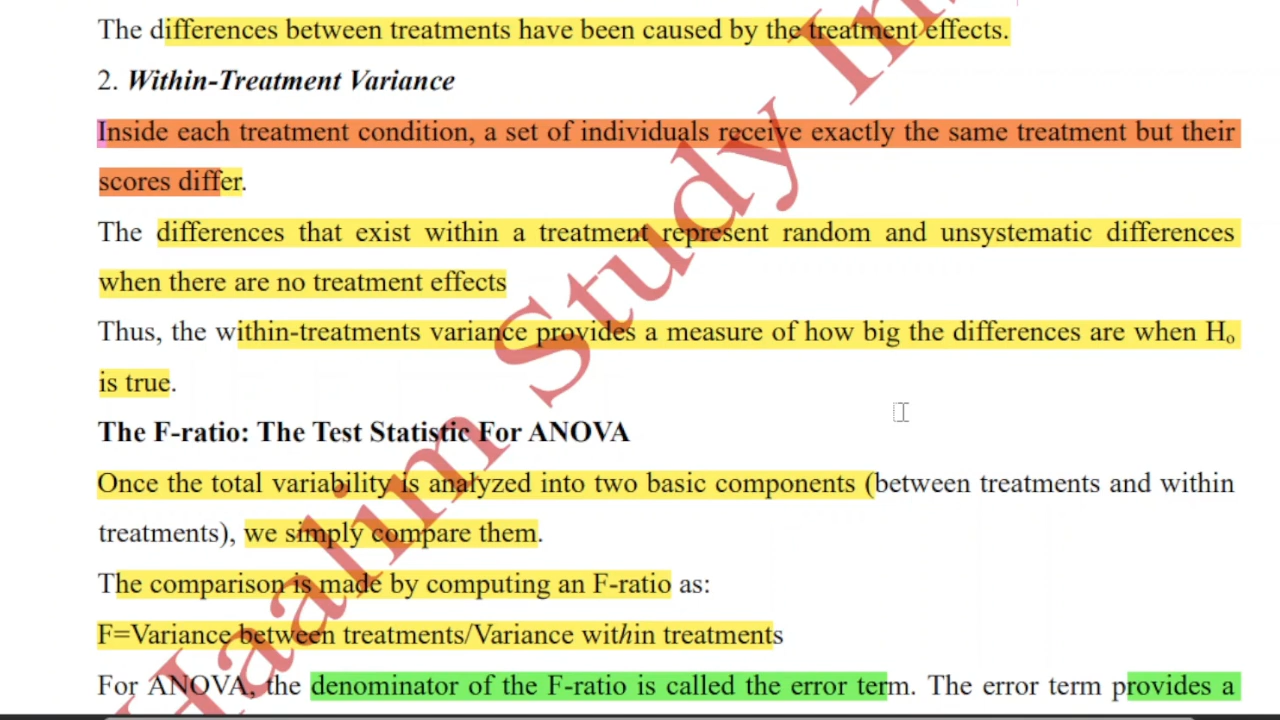 The differences between treatments have been caused by the treatment effects.
2. Within-Treatment Variance
Inside each treatment condition, a set of individuals receive exactly the same treatment but their
scores differ.
The differences that exist within a treatment represent random and unsystematic differences
when there are no treatment effects
Thus, the within-treatments variance provides a measure of how big the differences are when Hₒ
is true.
The F-ratio: The Test Statistic For ANOVA
Once the total variability is analyzed into two basic components (between treatments and within
treatments), we simply compare them.
The comparison is made by computing an F-ratio as:
F=Variance between treatments/Variance within treatments
For ANOVA, the denominator of the F-ratio is called the error term. The error term provides a
Haalim Study